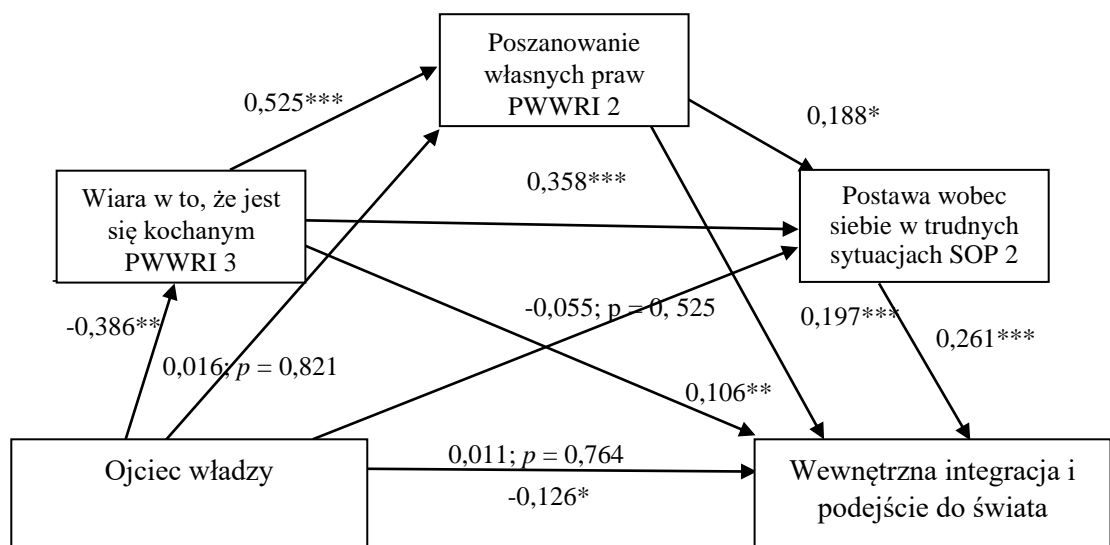 Poszanowanie
własnych praw
PWWRI 2
0,525***
0,188*
Wiara w to, że jest
się kochanym
PWWRI 3
0,358***
Postawa wobec
siebie w trudnych
sytuacjach SOP 2
-0,386**
-0,055; p = 0, 525
0,197***
0,261***
0,016; p = 0,821
0,106**
Ojciec władzy
0,011; p = 0,764
-0,126*
Wewnętrzna integracja i
podejście do świata